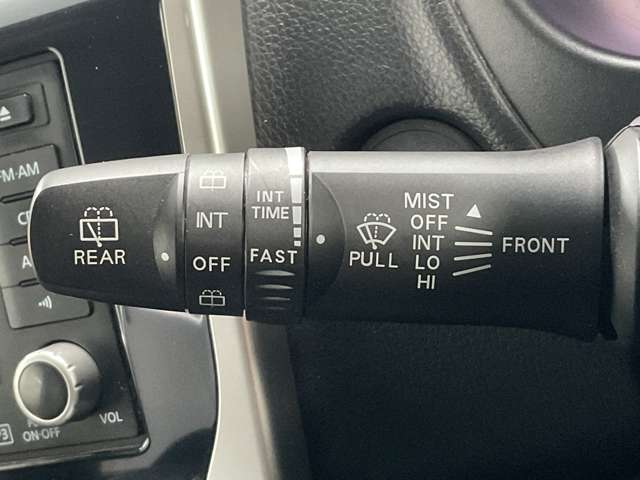 REAR
INT
OFF
INT
TIME
FAST
PULL
MIST
OFF
INT
LO
HI
FRONT
FM·AM
VOL
ON·OFF